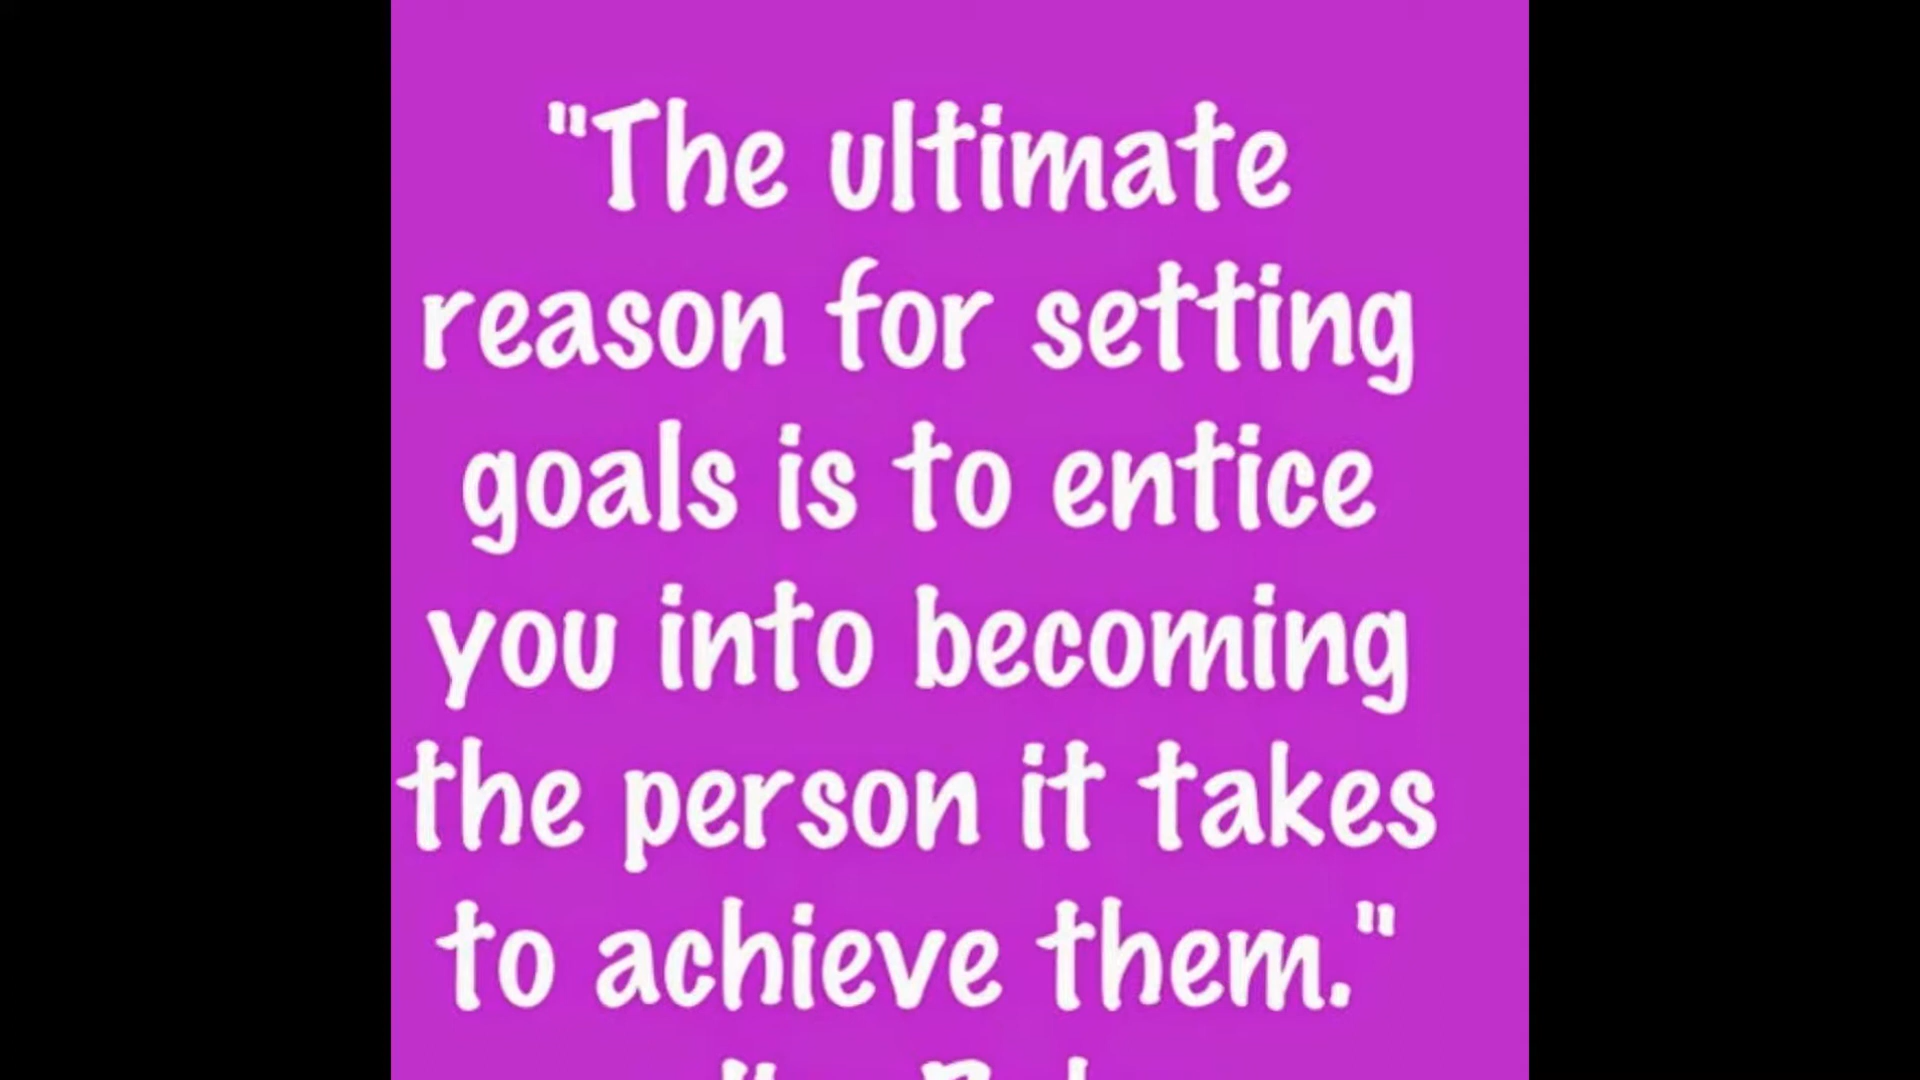 "The ultimate
reason for setting
goals is to entice
you into becoming
the person it takes
to achieve them."